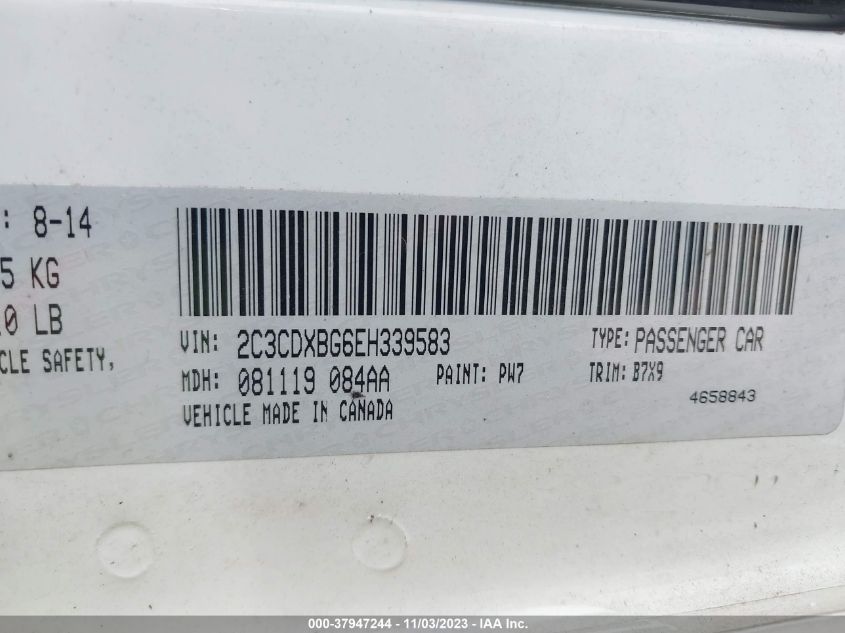 : 8-14
5 KG
0 LB
CLE SAFETY,
VIN: 2C3CDXBG6EH339583 TYPE: PASSENGER CAR
MDH: 081119 084AA PAINT: PW7 TRIM: B7X9
VEHICLE MADE IN CANADA 4658843
000-37947244 - 11/03/2023 - IAA Inc.